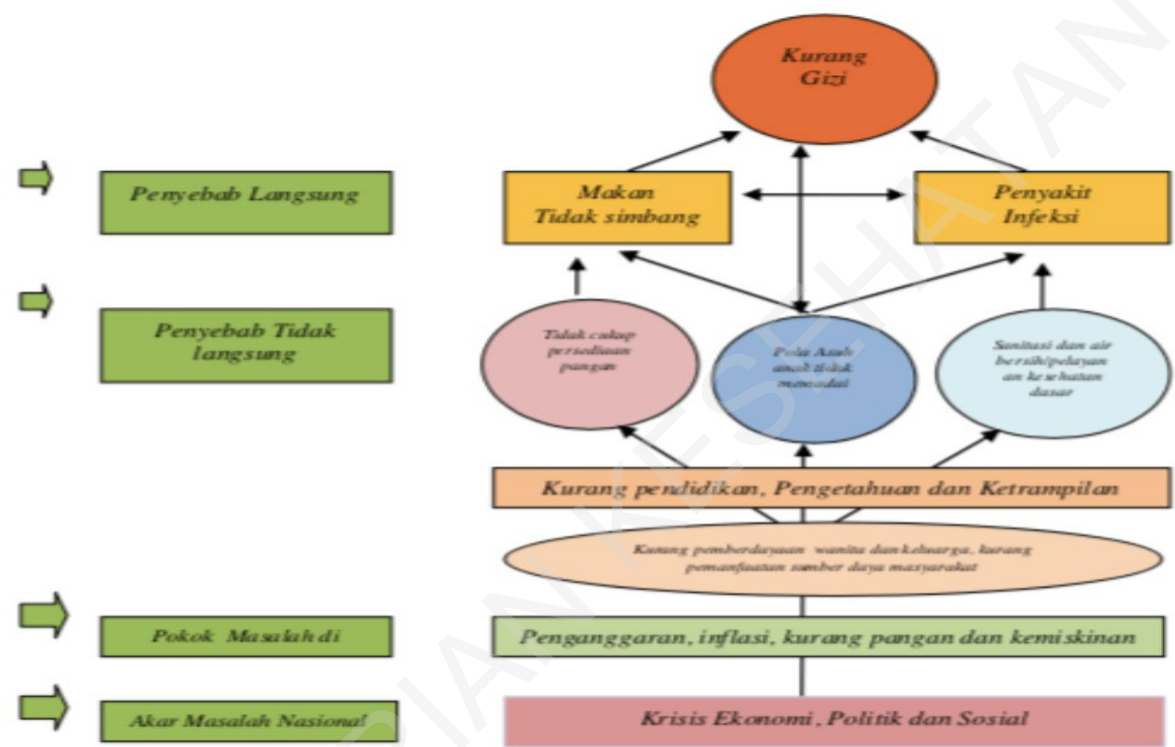 Kurang
Gizi
Penyebab Langsung
Makan
Tidak simbang
Penyakit
Infeksi
Penyebab Tidak
langsung
Tidak cukup
persediaan
pangan
Pola Asuh
anak tidak
memadai
Sanitasi dan air
bersih/pelayan
an kesehatan
dasar
Kurang pendidikan, Pengetahuan dan Ketrampilan
Kurang pemberdayaan wanita dan keluarga, kurang
pemanfaatan sumber daya masyarakat
Pokok Masalah di
Penganggaran, inflasi, kurang pangan dan kemiskinan
Akar Masalah Nasional
Krisis Ekonomi, Politik dan Sosial
KESEHATAN